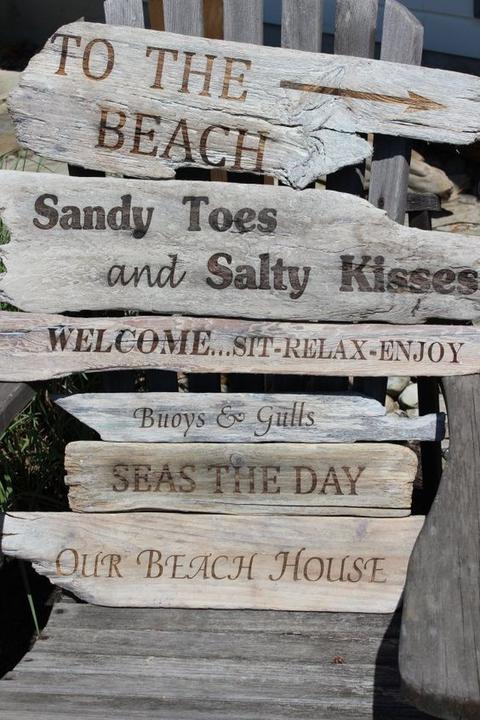 TO THE
BEACH
Sandy Toes
and Salty Kisses
WELCOME...SIT-RELAX-ENJOY
Buoys & Gulls
SEAS THE DAY
OUR BEACH HOUSE